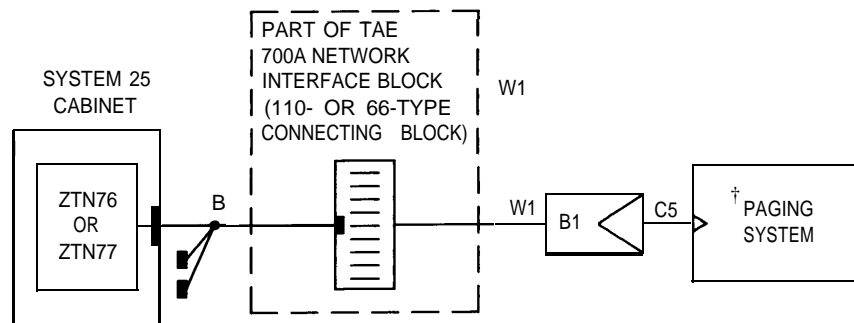 SYSTEM 25
CABINET
ZTN76
OR
ZTN77
B
PART OF TAE
700A NETWORK
INTERFACE BLOCK
(110- OR 66-TYPE
CONNECTING BLOCK)
W1
W1
B1
C5
† PAGING
SYSTEM